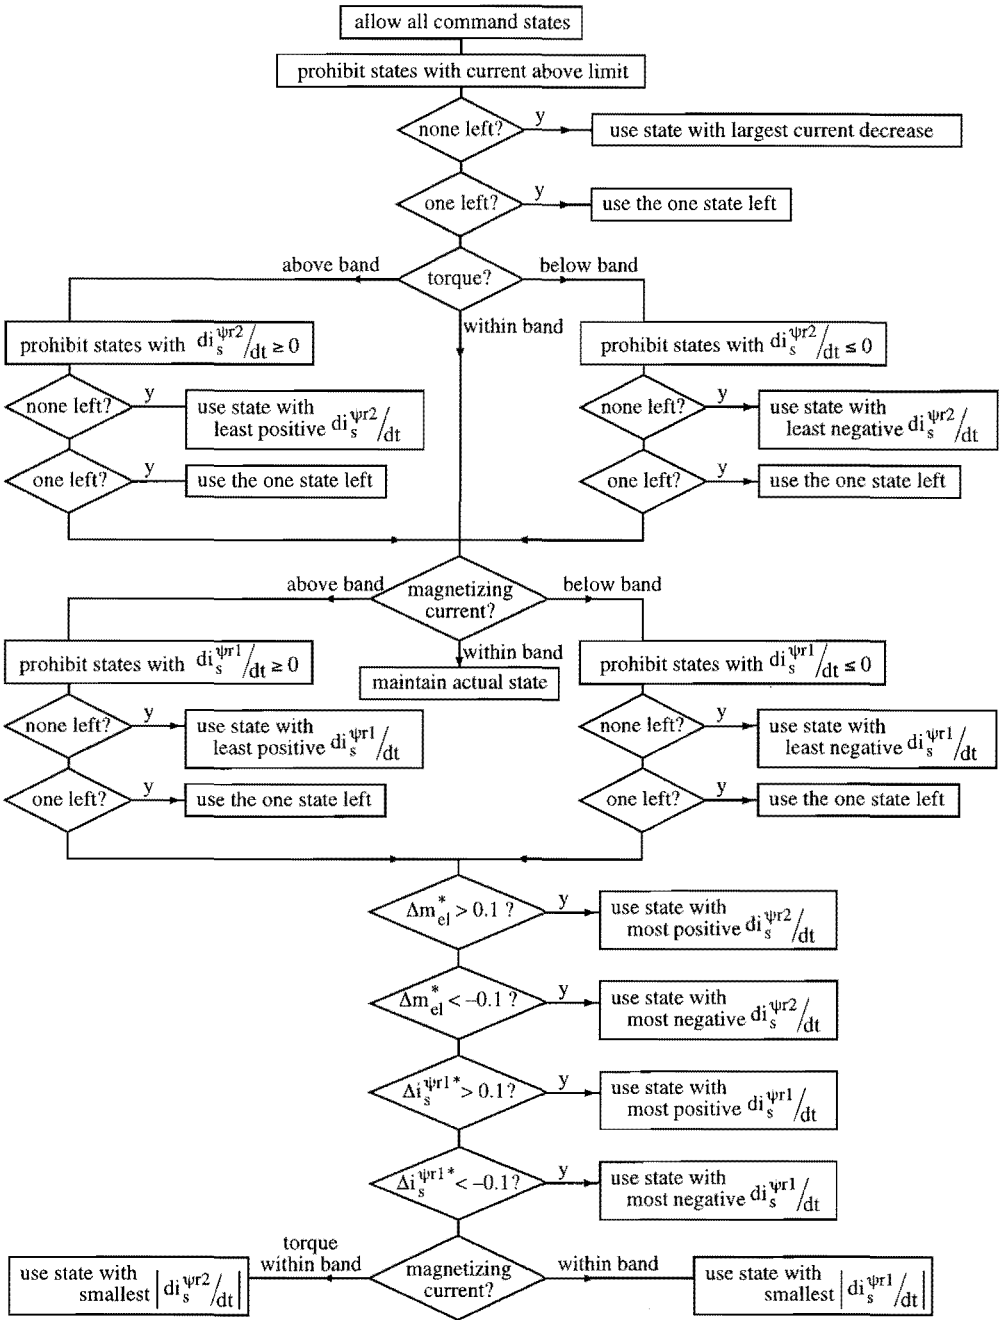 allow all command states
prohibit states with current above limit
none left?
y
use state with largest current decrease
one left?
y
use the one state left
above band
torque?
below band
within band
prohibit states with di_s^ψr2/dt ≥ 0
prohibit states with di_s^ψr2/dt ≤ 0
none left?
y
use state with
least positive di_s^ψr2/dt
none left?
y
use state with
least negative di_s^ψr2/dt
one left?
y
use the one state left
one left?
y
use the one state left
above band
magnetizing
current?
below band
within band
maintain actual state
prohibit states with di_s^ψr1/dt ≥ 0
prohibit states with di_s^ψr1/dt ≤ 0
none left?
y
use state with
least positive di_s^ψr1/dt
none left?
y
use state with
least negative di_s^ψr1/dt
one left?
y
use the one state left
one left?
y
use the one state left
Δm_el^* > 0.1 ?
y
use state with
most positive di_s^ψr2/dt
Δm_el^* < –0.1 ?
y
use state with
most negative di_s^ψr2/dt
Δi_s^ψr1* > 0.1?
y
use state with
most positive di_s^ψr1/dt
Δi_s^ψr1* < –0.1?
y
use state with
most negative di_s^ψr1/dt
torque
within band
magnetizing
current?
within band
use state with
smallest |di_s^ψr2/dt|
use state with
smallest |di_s^ψr1/dt|